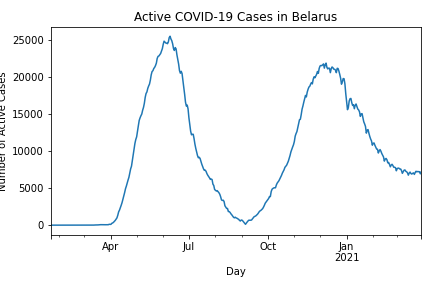 Active COVID-19 Cases in Belarus
Number of Active Cases
25000
20000
15000
10000
5000
0
Apr
Jul
Oct
Jan
2021
Day